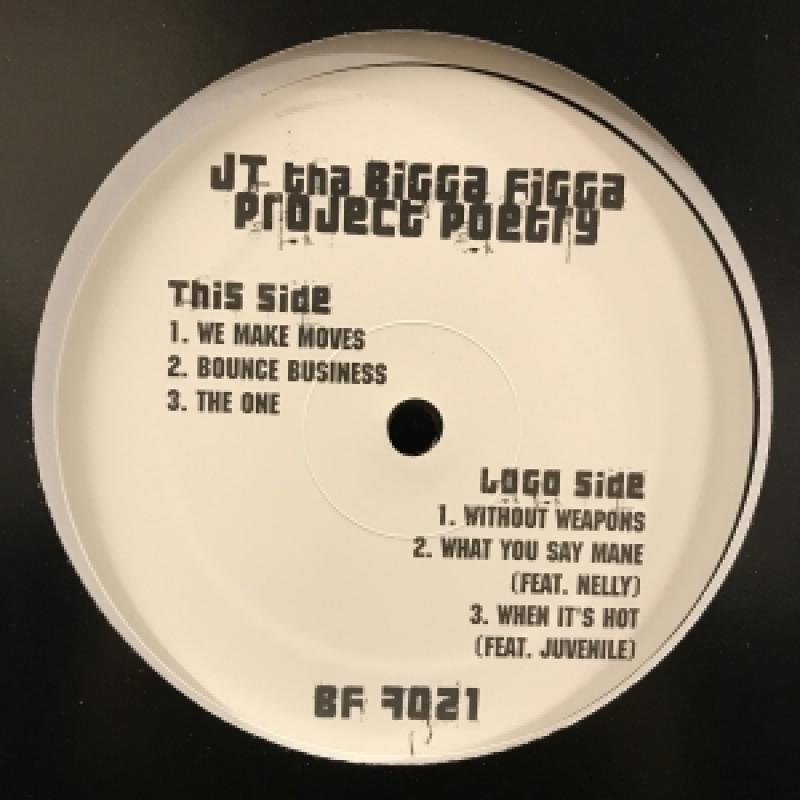 JT tha Bigga Figga
Project Poetry
This Side
1. WE MAKE MOVES
2. BOUNCE BUSINESS
3. THE ONE
Logo Side
1. WITHOUT WEAPONS
2. WHAT YOU SAY MANE
(FEAT. NELLY)
3. WHEN IT'S HOT
(FEAT. JUVENILE)
BF 7021